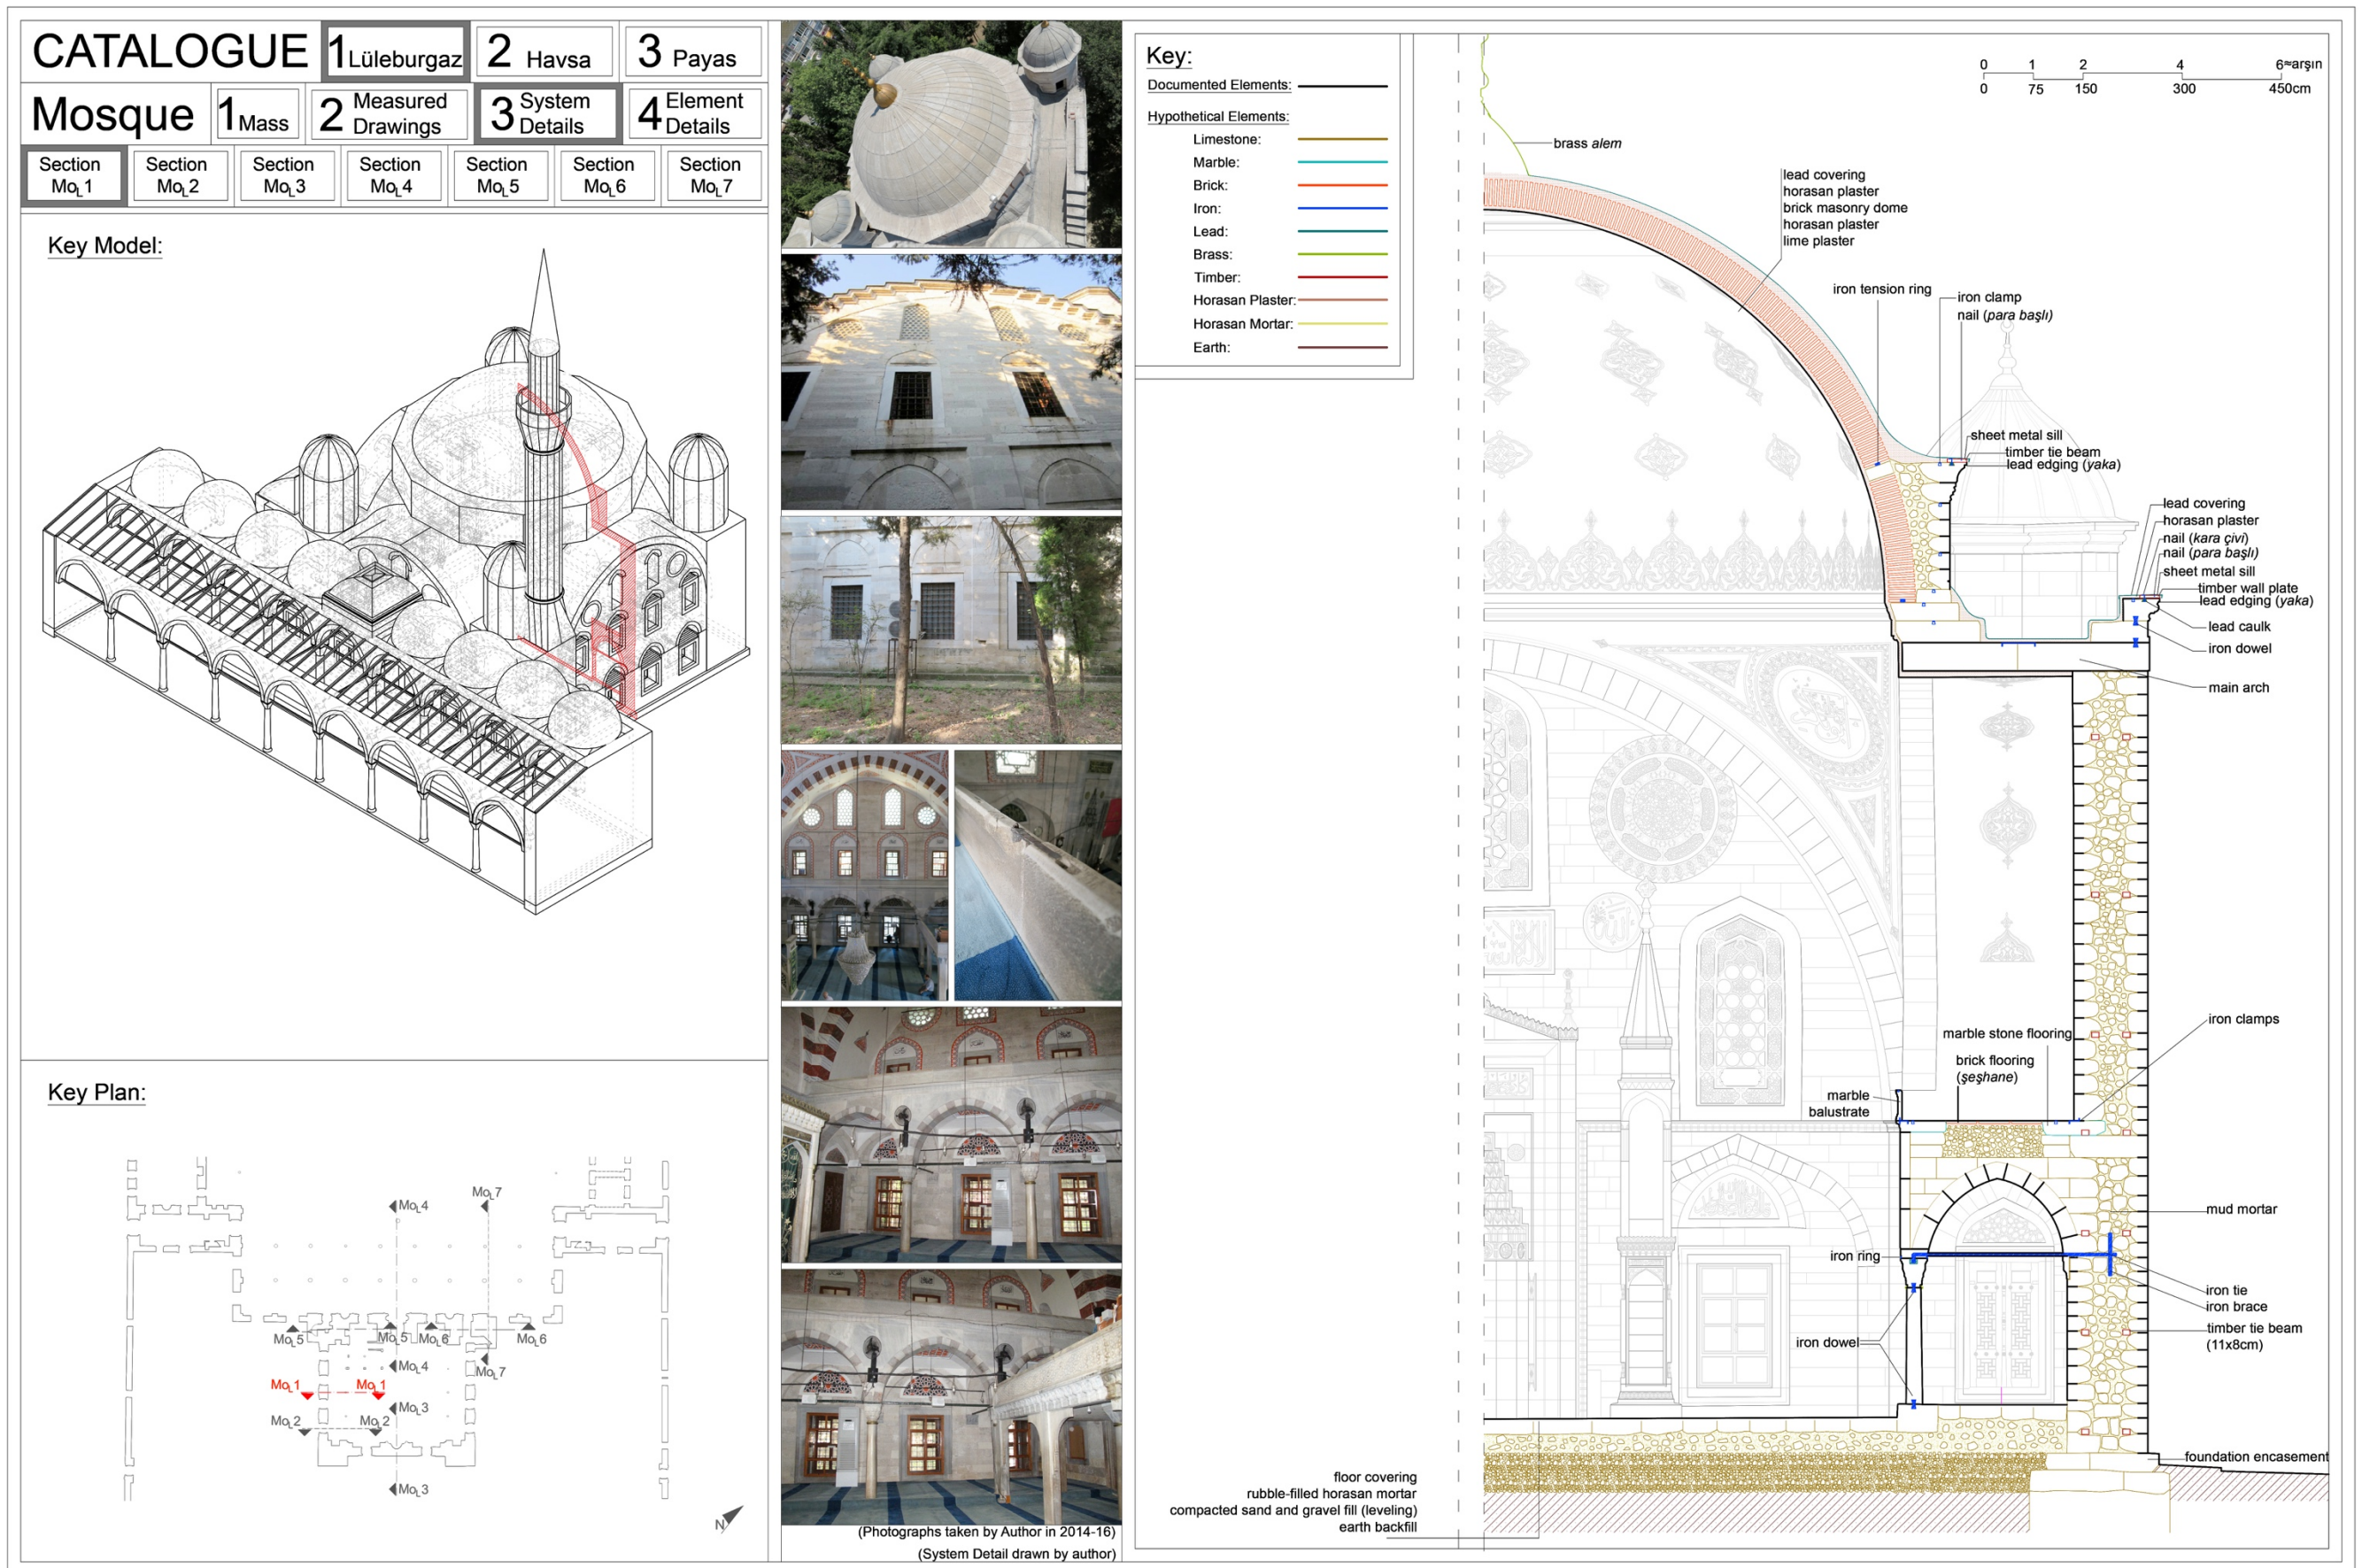 CATALOGUE
1 Lüleburgaz
2 Havsa
3 Payas
Mosque
1 Mass
2 Measured
Drawings
3 System
Details
4 Element
Details
Section
MoL1
Section
MoL2
Section
MoL3
Section
MoL4
Section
MoL5
Section
MoL6
Section
MoL7
Key Model:
Key Plan:
MoL4
MoL7
MoL5
MoL5
MoL6
MoL6
MoL4
MoL7
MoL1
MoL1
MoL3
MoL2
MoL2
MoL3
N
(Photographs taken by Author in 2014-16)
(System Detail drawn by author)
Key:
Documented Elements:
Hypothetical Elements:
Limestone:
Marble:
Brick:
Iron:
Lead:
Brass:
Timber:
Horasan Plaster:
Horasan Mortar:
Earth:
0 1 2 4 6≈arşın
0 75 150 300 450cm
brass alem
lead covering
horasan plaster
brick masonry dome
horasan plaster
lime plaster
iron tension ring
iron clamp
nail (para başlı)
sheet metal sill
timber tie beam
lead edging (yaka)
lead covering
horasan plaster
nail (kara çivi)
nail (para başlı)
sheet metal sill
timber wall plate
lead edging (yaka)
lead caulk
iron dowel
main arch
iron clamps
marble stone flooring
brick flooring
(şeşhane)
marble
balustrate
mud mortar
iron ring
iron tie
iron brace
timber tie beam
(11x8cm)
iron dowel
foundation encasement
floor covering
rubble-filled horasan mortar
compacted sand and gravel fill (leveling)
earth backfill